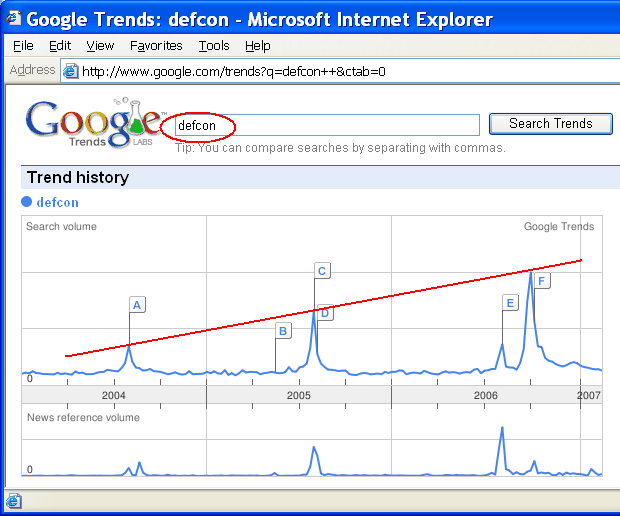 Google Trends: defcon - Microsoft Internet Explorer
File Edit View Favorites Tools Help
Address http://www.google.com/trends?q=defcon++&ctab=0
Google Trends LABS
defcon
Search Trends
Tip: You can compare searches by separating with commas.
Trend history
defcon
Search volume Google Trends
C
F
A
E
D
B
0
2004 2005 2006 2007
News reference volume
0